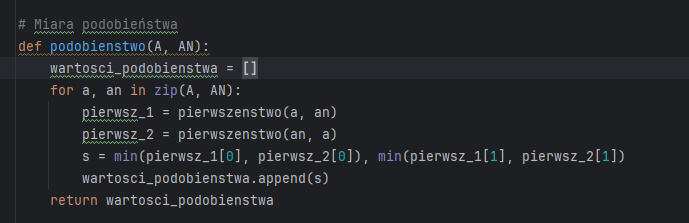 # Miara podobieństwa
def podobienstwo(A, AN):
    wartosci_podobienstwa = []
    for a, an in zip(A, AN):
        pierwsz_1 = pierwszenstwo(a, an)
        pierwsz_2 = pierwszenstwo(an, a)
        s = min(pierwsz_1[0], pierwsz_2[0]), min(pierwsz_1[1], pierwsz_2[1])
        wartosci_podobienstwa.append(s)
    return wartosci_podobienstwa